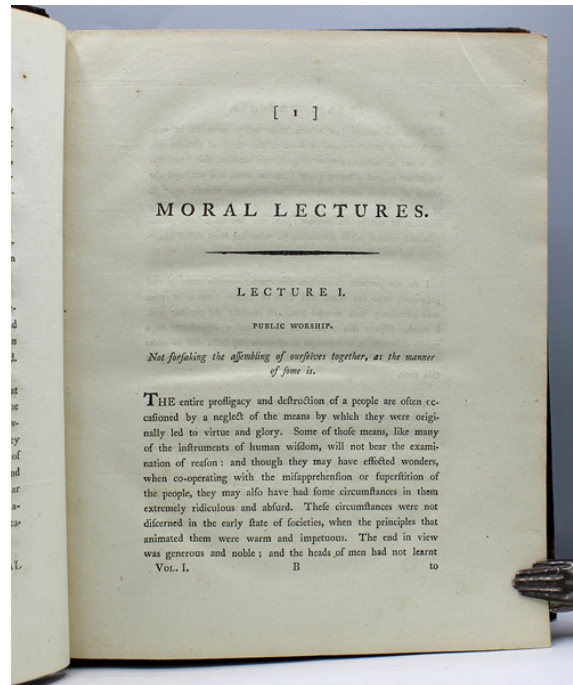 [ 1 ]
MORAL LECTURES.
LECTURE I.
PUBLIC WORSHIP.
Not forſaking the aſſembling of ourſelves together, as the manner
of ſome is.
THE entire profligacy and deſtruction of a people are often oc-
caſioned by a neglect of the means by which they were origi-
nally led to virtue and glory. Some of thoſe means, like many
of the inſtruments of human wiſdom, will not bear the exami-
nation of reaſon : and though they may have effected wonders,
when co-operating with the miſapprehenſion or ſuperſtition of
the people, they may alſo have had ſome circumſtances in them
extremely ridiculous and abſurd. Theſe circumſtances were not
diſcerned in the early ſtate of ſocieties, when the principles that
animated them were warm and impetuous. The end in view
was generous and noble ; and the heads of men had not learnt
VOL. I. B to